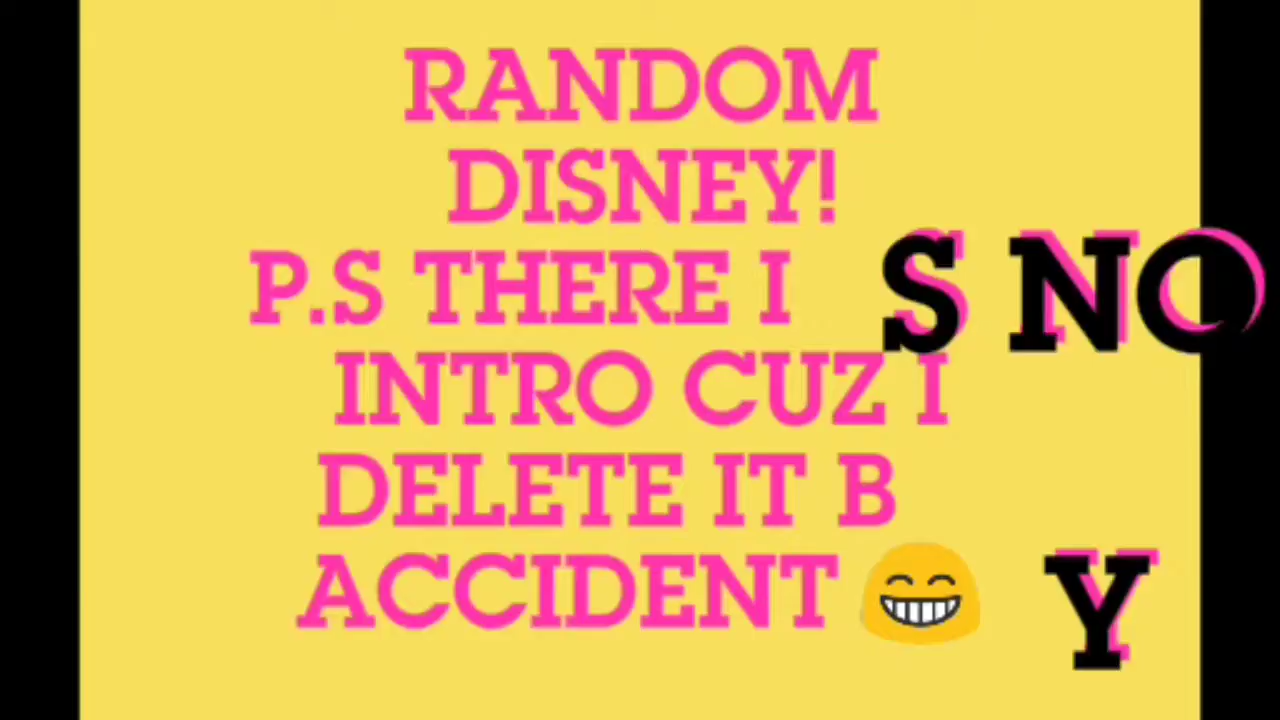 RANDOM
DISNEY!
P.S THERE I S NO
INTRO CUZ I
DELETE IT B Y
ACCIDENT 😁